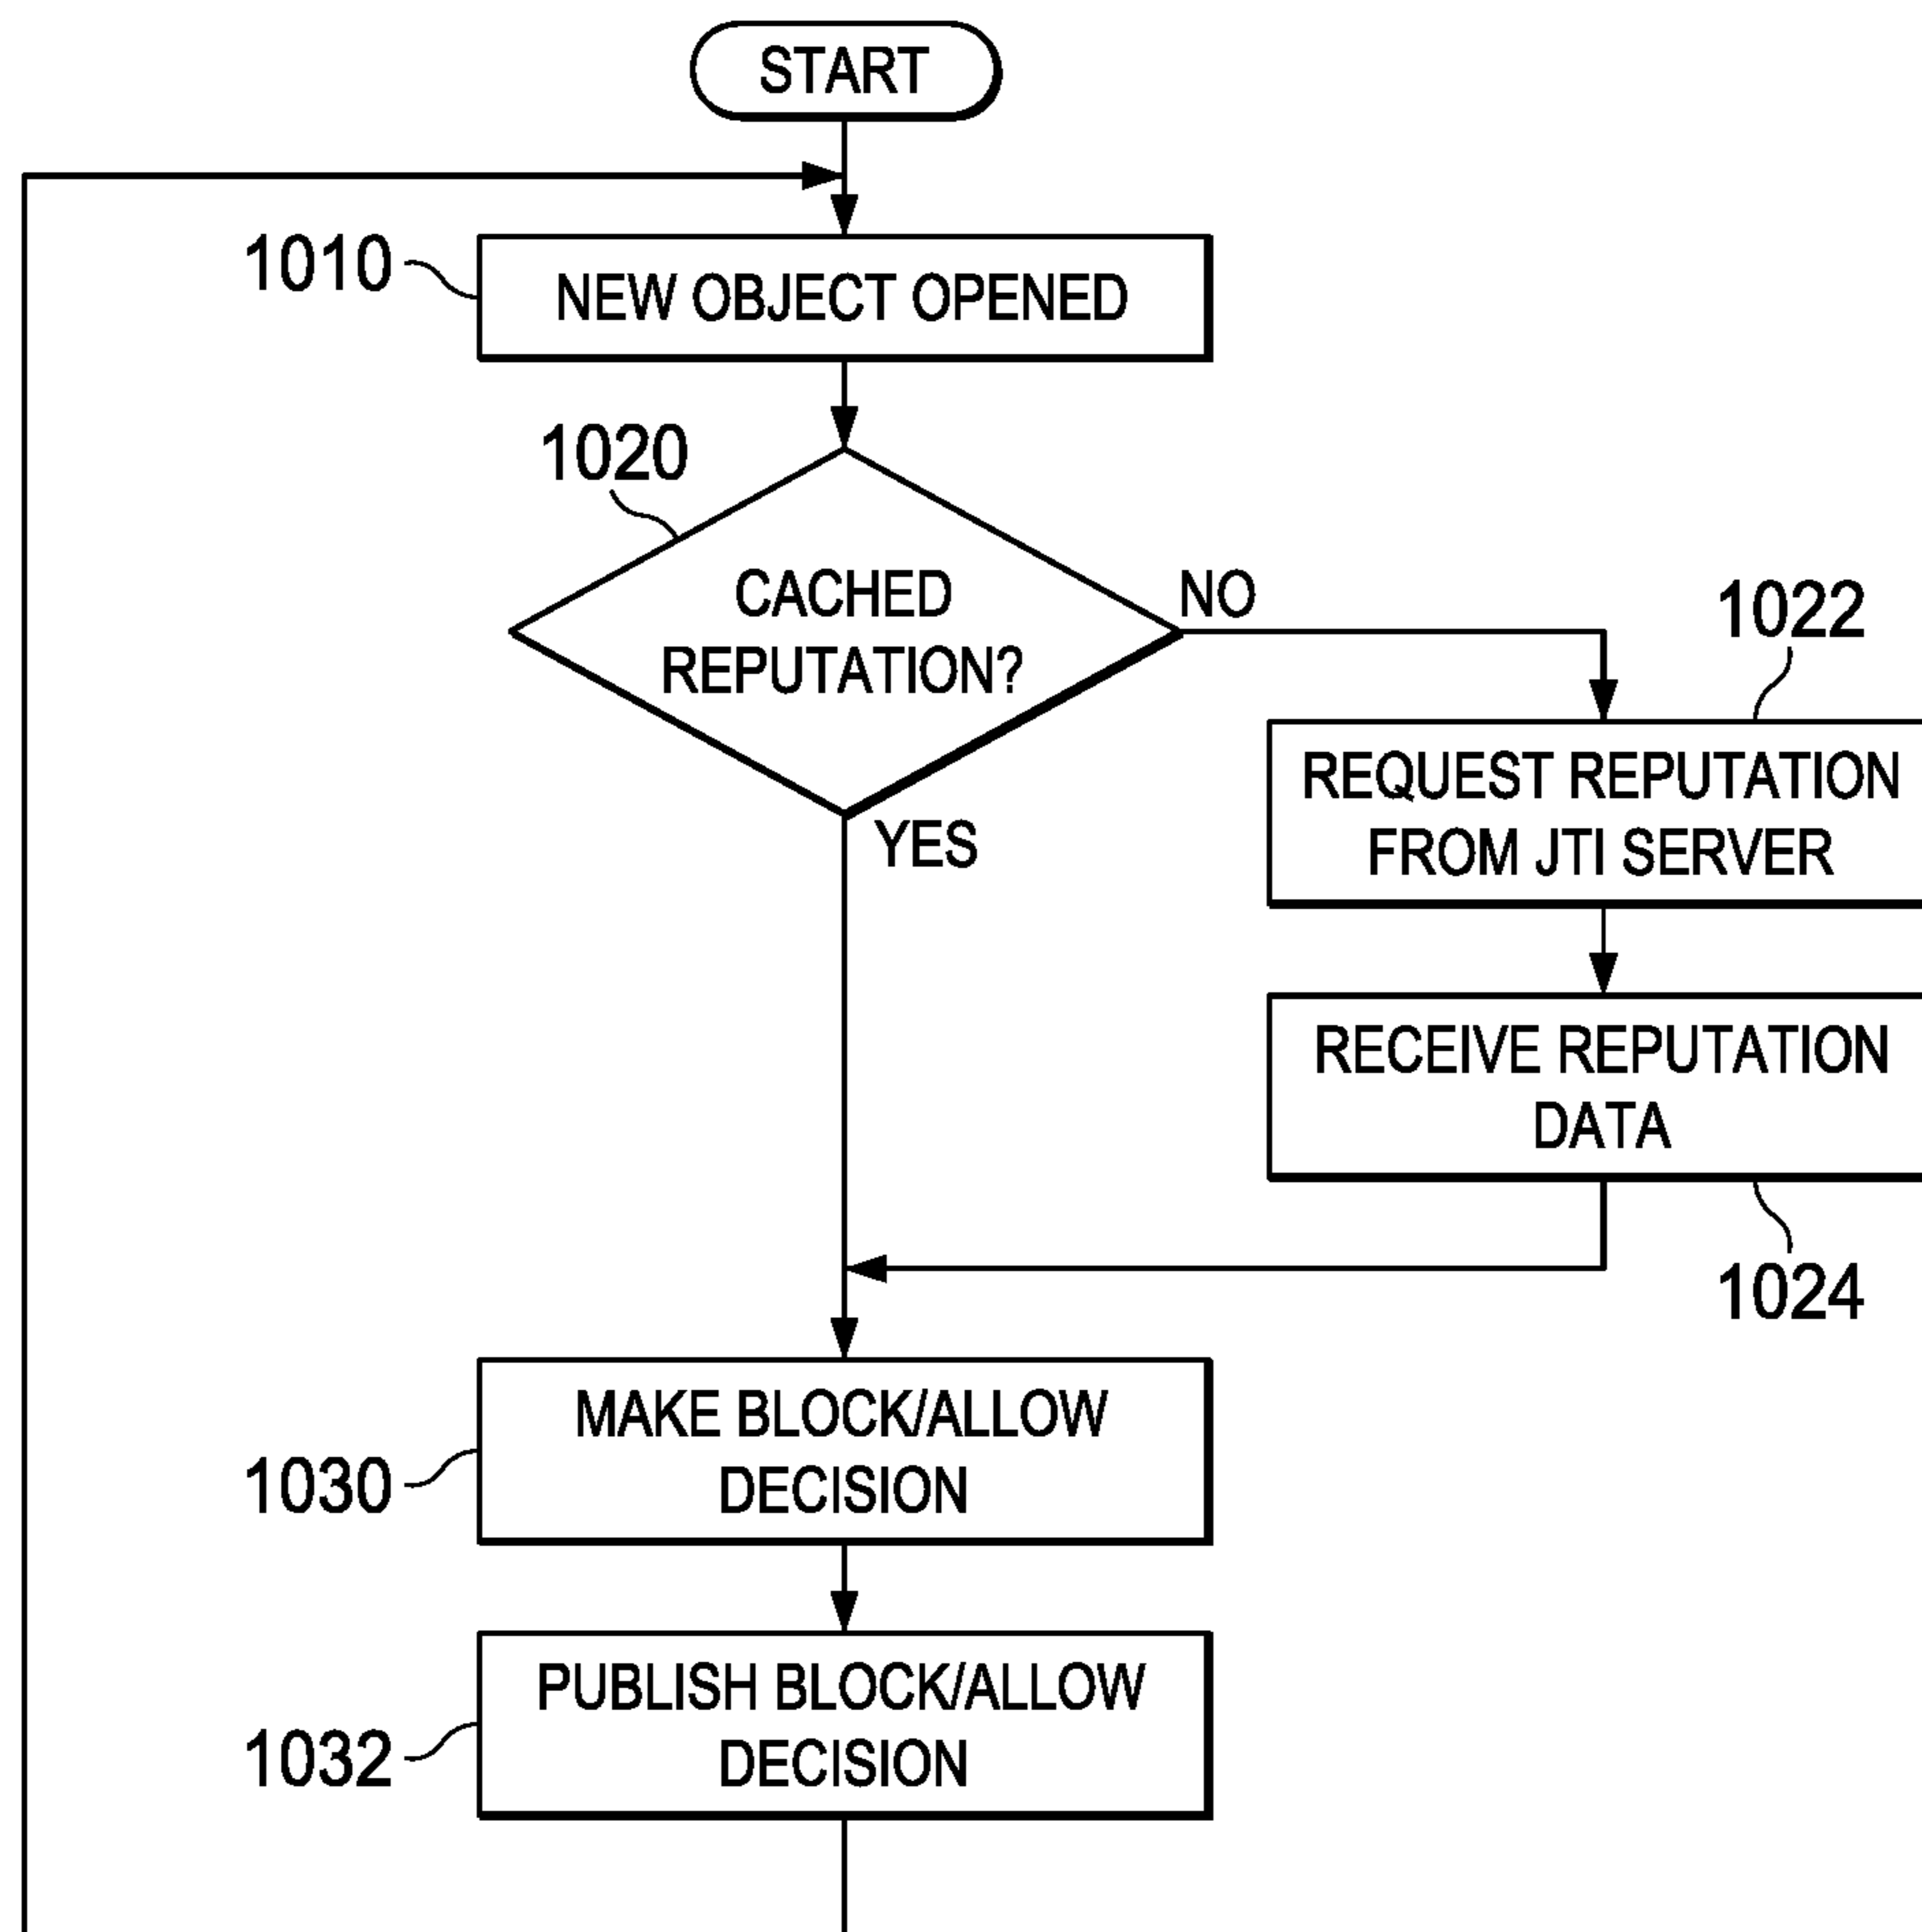 START
1010
NEW OBJECT OPENED
1020
CACHED
REPUTATION?
NO
YES
1022
REQUEST REPUTATION
FROM JTI SERVER
RECEIVE REPUTATION
DATA
1024
1030
MAKE BLOCK/ALLOW
DECISION
1032
PUBLISH BLOCK/ALLOW
DECISION